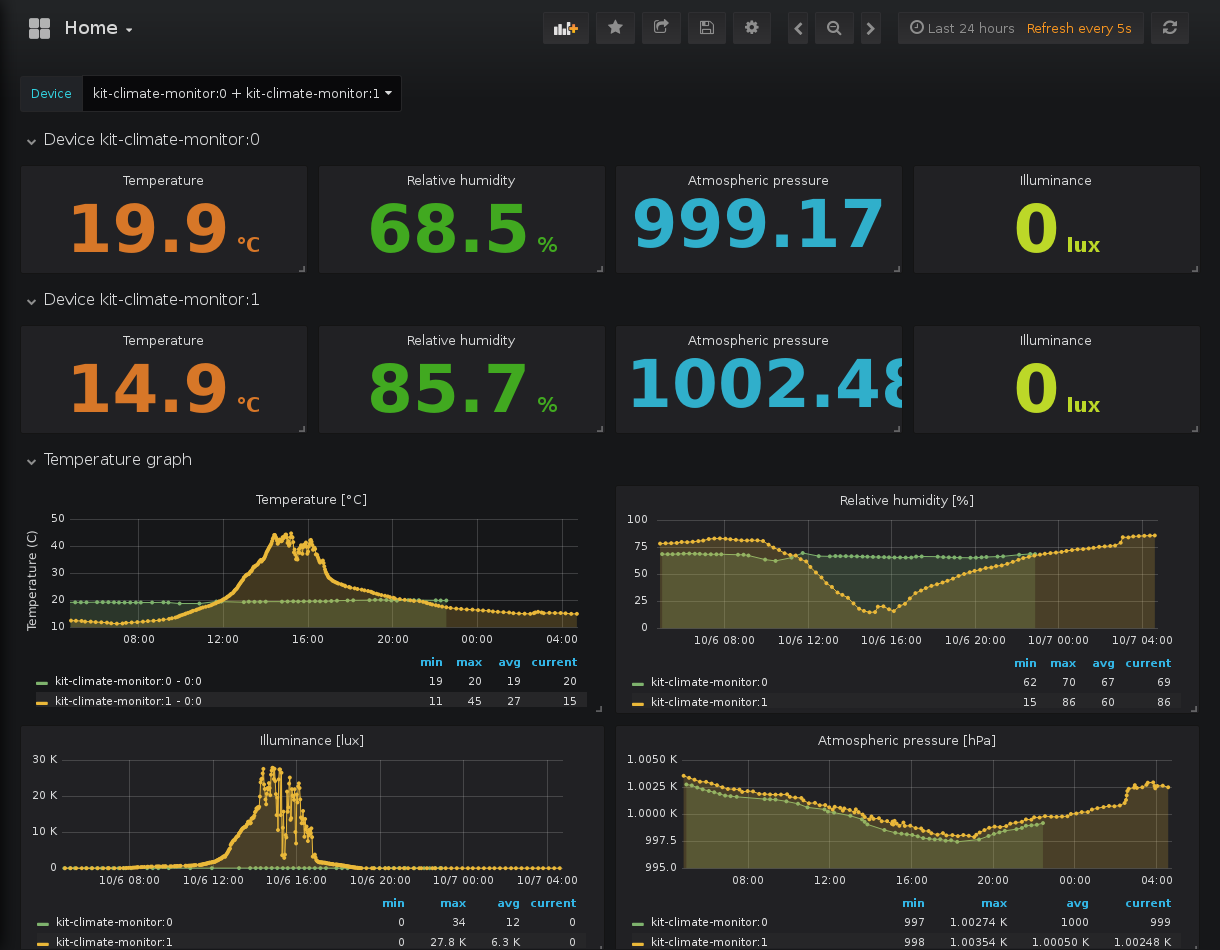 Home
Last 24 hours Refresh every 5s
Device kit-climate-monitor:0 + kit-climate-monitor:1
Device kit-climate-monitor:0
Temperature Relative humidity Atmospheric pressure Illuminance
19.9 °C 68.5 % 999.17 0 lux
Device kit-climate-monitor:1
Temperature Relative humidity Atmospheric pressure Illuminance
14.9 °C 85.7 % 1002.48 0 lux
Temperature graph
Temperature [°C]
Temperature (C)
50
40
30
20
10
08:00 12:00 16:00 20:00 00:00 04:00
min max avg current
kit-climate-monitor:0 - 0:0 19 20 19 20
kit-climate-monitor:1 - 0:0 11 45 27 15
Relative humidity [%]
100
75
50
25
0
10/6 08:00 10/6 12:00 10/6 16:00 10/6 20:00 10/7 00:00 10/7 04:00
min max avg current
kit-climate-monitor:0 62 70 67 69
kit-climate-monitor:1 15 86 60 86
Illuminance [lux]
30 K
20 K
10 K
0
10/6 08:00 10/6 12:00 10/6 16:00 10/6 20:00 10/7 00:00 10/7 04:00
min max avg current
kit-climate-monitor:0 0 34 12 0
kit-climate-monitor:1 0 27.8 K 6.3 K 0
Atmospheric pressure [hPa]
1.0050 K
1.0025 K
1.0000 K
997.5
995.0
08:00 12:00 16:00 20:00 00:00 04:00
min max avg current
kit-climate-monitor:0 997 1.00274 K 1000 999
kit-climate-monitor:1 998 1.00354 K 1.00050 K 1.00248 K